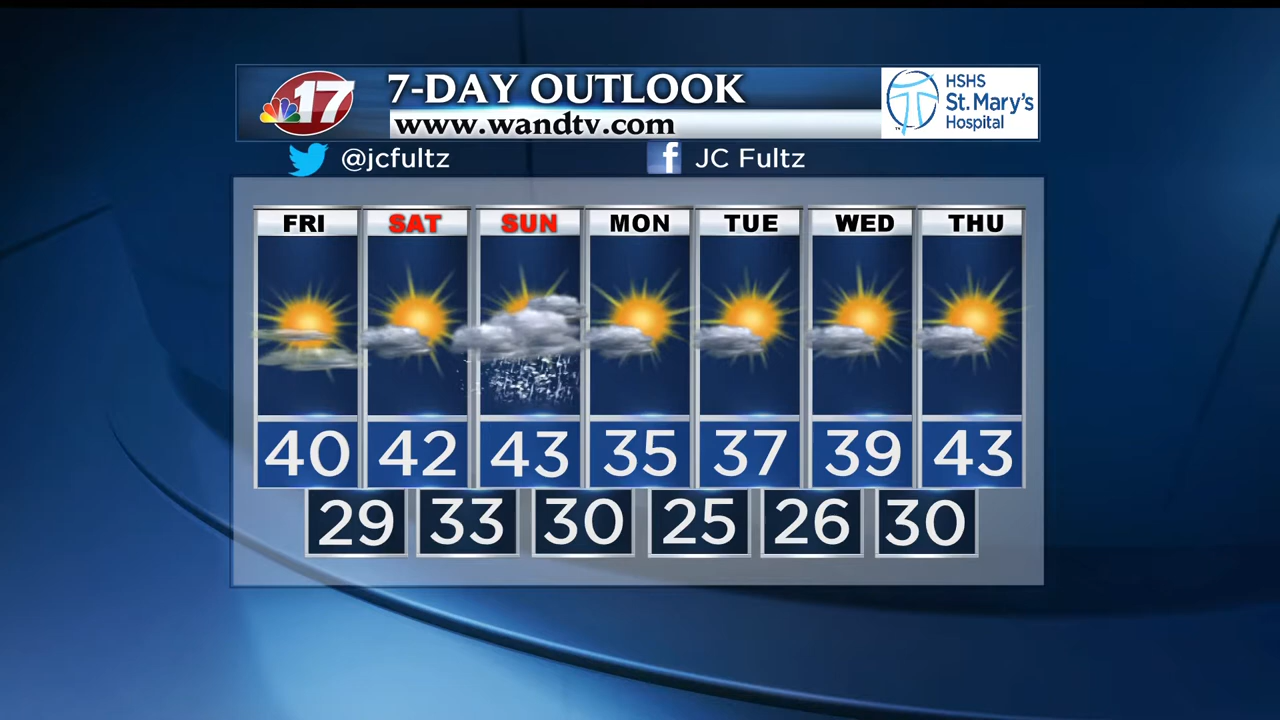 17
7-DAY OUTLOOK
www.wandtv.com
HSHS
St. Mary's
Hospital
TM
@jcfultz
f JC Fultz
FRI SAT SUN MON TUE WED THU
40 42 43 35 37 39 43
29 33 30 25 26 30